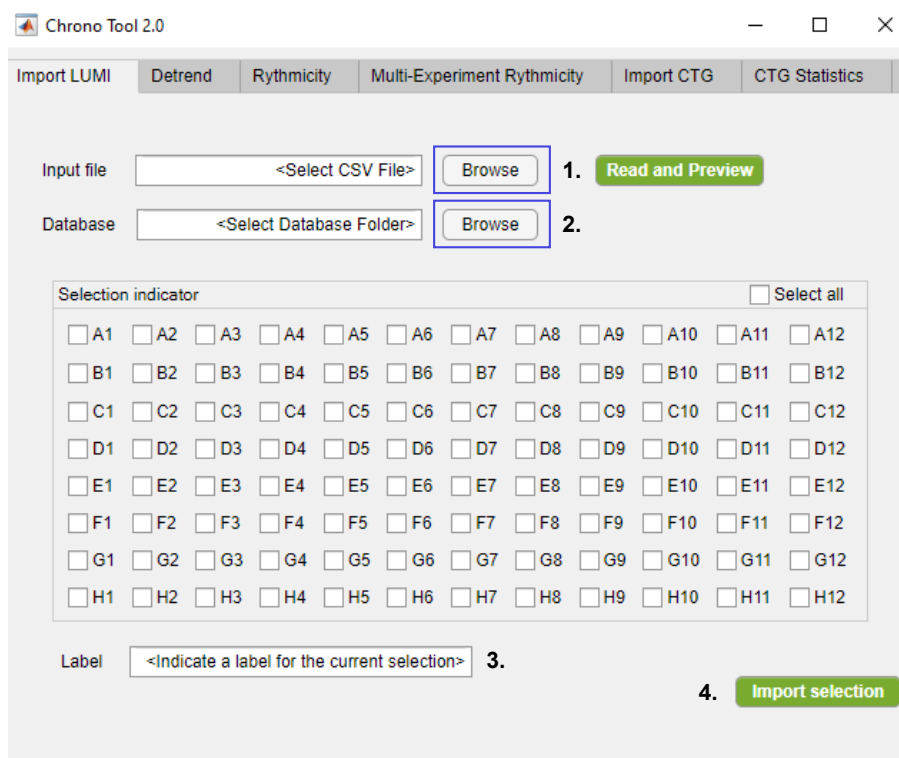 Chrono Tool 2.0
Import LUMI Detrend Rythmicity Multi-Experiment Rythmicity Import CTG CTG Statistics
Input file <Select CSV File> Browse 1. Read and Preview
Database <Select Database Folder> Browse 2.
Selection indicator Select all
A1 A2 A3 A4 A5 A6 A7 A8 A9 A10 A11 A12
B1 B2 B3 B4 B5 B6 B7 B8 B9 B10 B11 B12
C1 C2 C3 C4 C5 C6 C7 C8 C9 C10 C11 C12
D1 D2 D3 D4 D5 D6 D7 D8 D9 D10 D11 D12
E1 E2 E3 E4 E5 E6 E7 E8 E9 E10 E11 E12
F1 F2 F3 F4 F5 F6 F7 F8 F9 F10 F11 F12
G1 G2 G3 G4 G5 G6 G7 G8 G9 G10 G11 G12
H1 H2 H3 H4 H5 H6 H7 H8 H9 H10 H11 H12
Label <Indicate a label for the current selection> 3.
4. Import selection